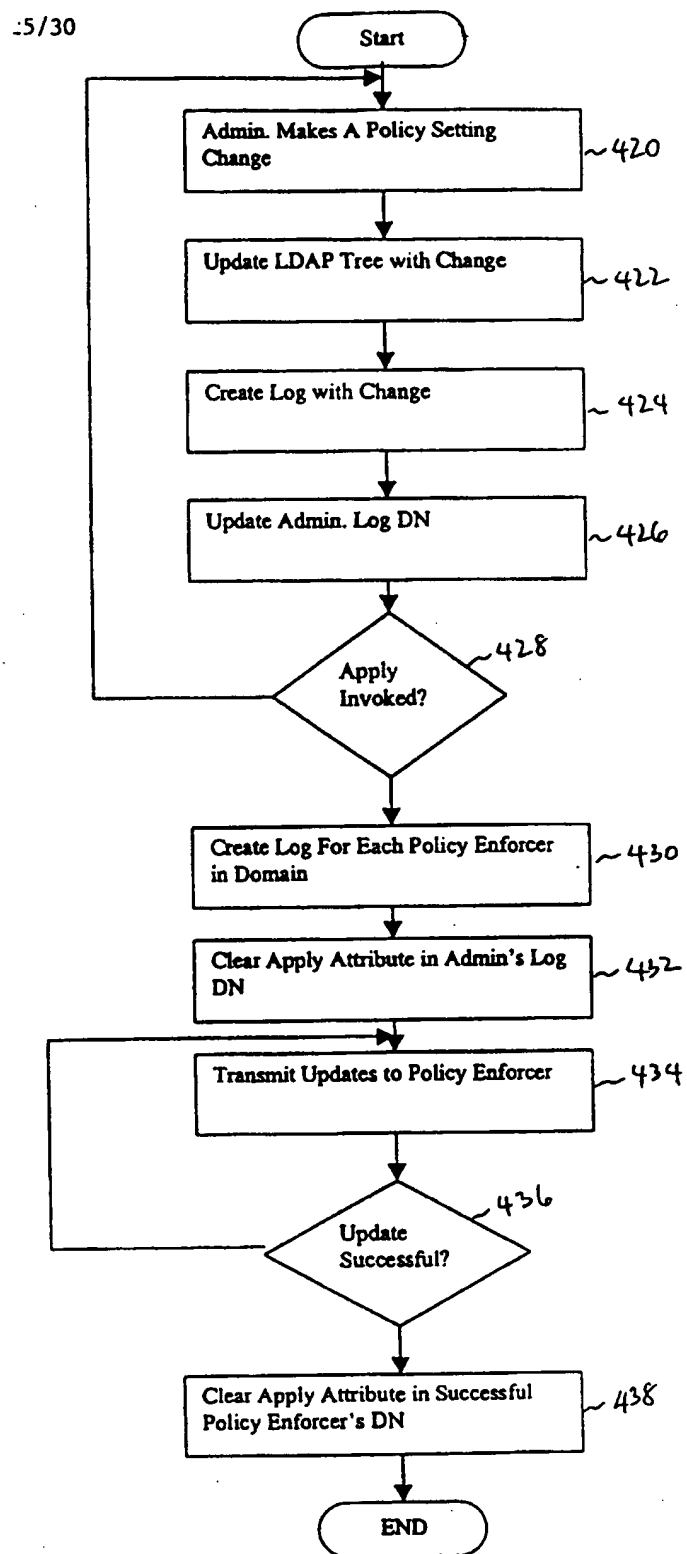 :5/30
Start
Admin. Makes A Policy Setting
Change
~420
Update LDAP Tree with Change
~422
Create Log with Change
~424
Update Admin. Log DN
~426
~428
Apply
Invoked?
Create Log For Each Policy Enforcer
in Domain
~430
Clear Apply Attribute in Admin's Log
DN
~432
Transmit Updates to Policy Enforcer
~434
~436
Update
Successful?
Clear Apply Attribute in Successful
Policy Enforcer's DN
~438
END